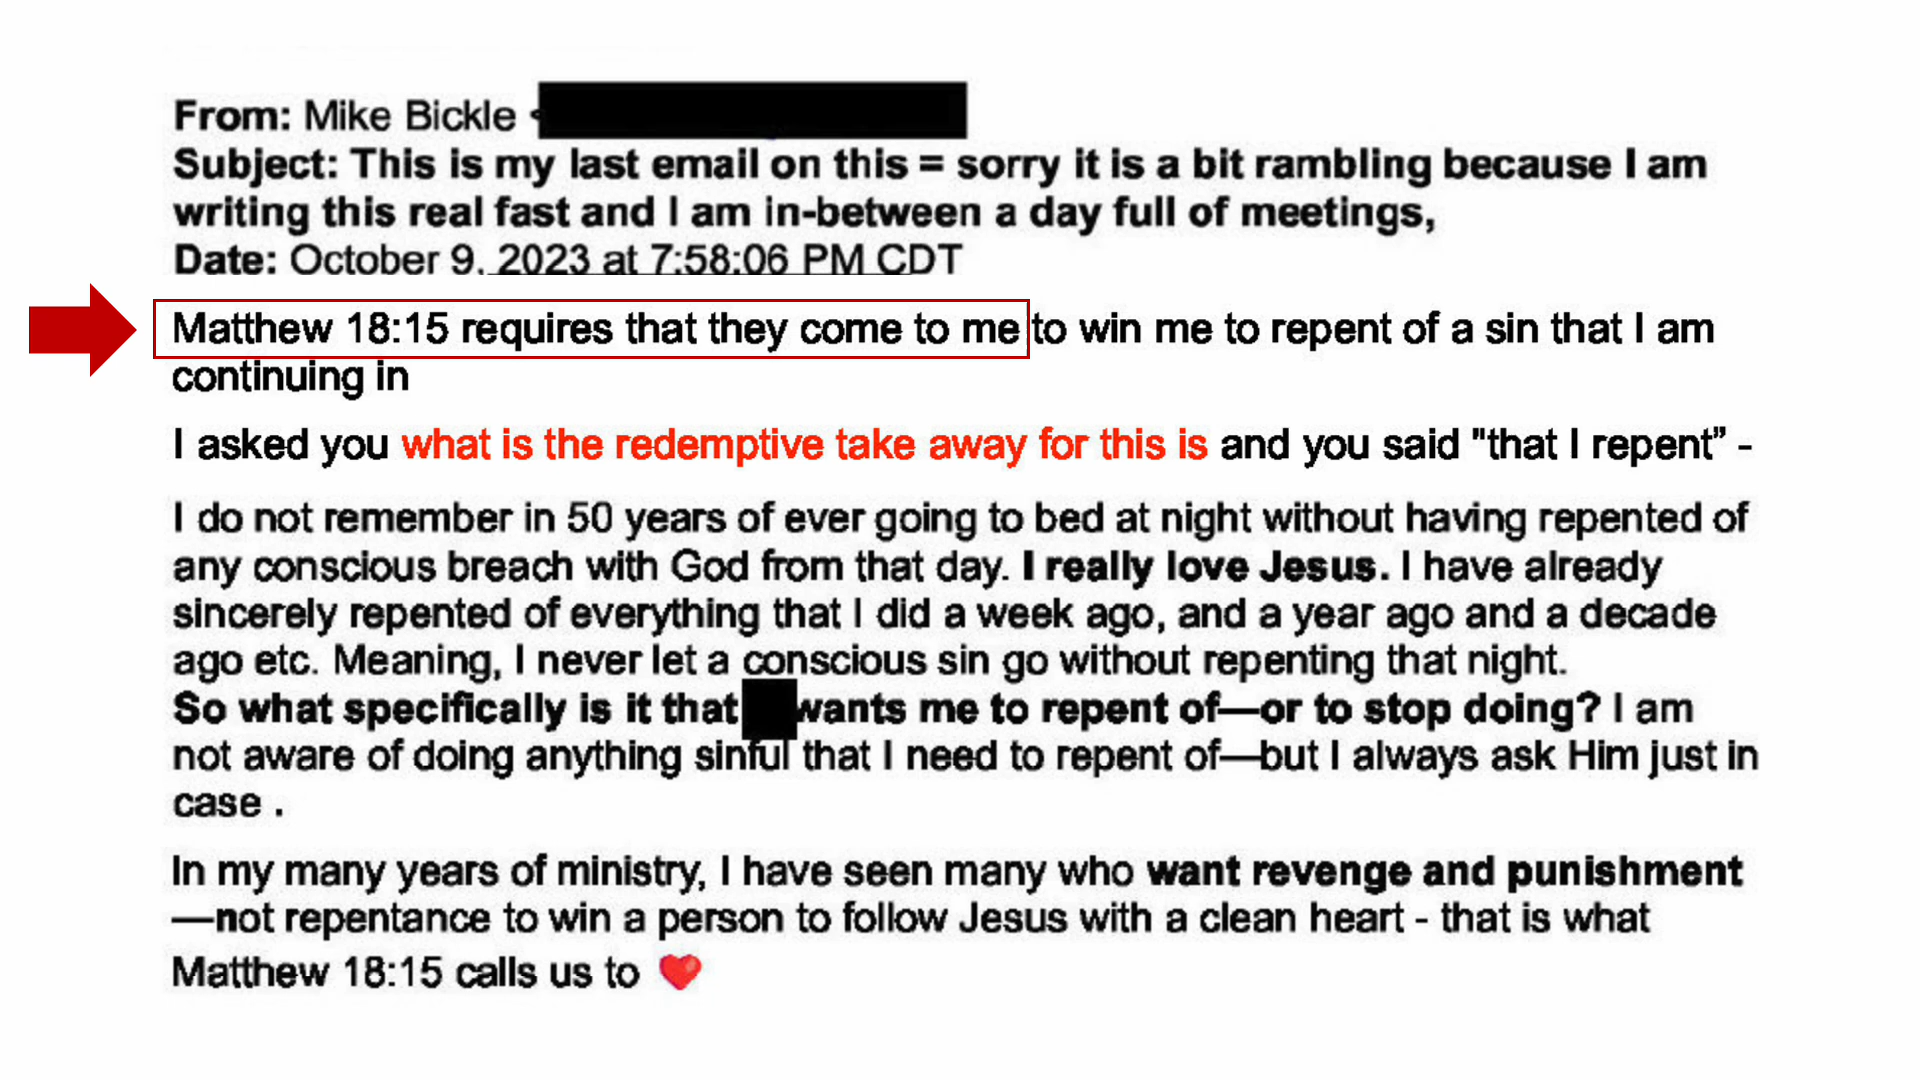 From: Mike Bickle <
Subject: This is my last email on this = sorry it is a bit rambling because I am
writing this real fast and I am in-between a day full of meetings,
Date: October 9, 2023 at 7:58:06 PM CDT
Matthew 18:15 requires that they come to me to win me to repent of a sin that I am
continuing in
I asked you what is the redemptive take away for this is and you said "that I repent” -
I do not remember in 50 years of ever going to bed at night without having repented of
any conscious breach with God from that day. I really love Jesus. I have already
sincerely repented of everything that I did a week ago, and a year ago and a decade
ago etc. Meaning, I never let a conscious sin go without repenting that night.
So what specifically is it that wants me to repent of—or to stop doing? I am
not aware of doing anything sinful that I need to repent of—but I always ask Him just in
case .
In my many years of ministry, I have seen many who want revenge and punishment
—not repentance to win a person to follow Jesus with a clean heart - that is what
Matthew 18:15 calls us to ❤️